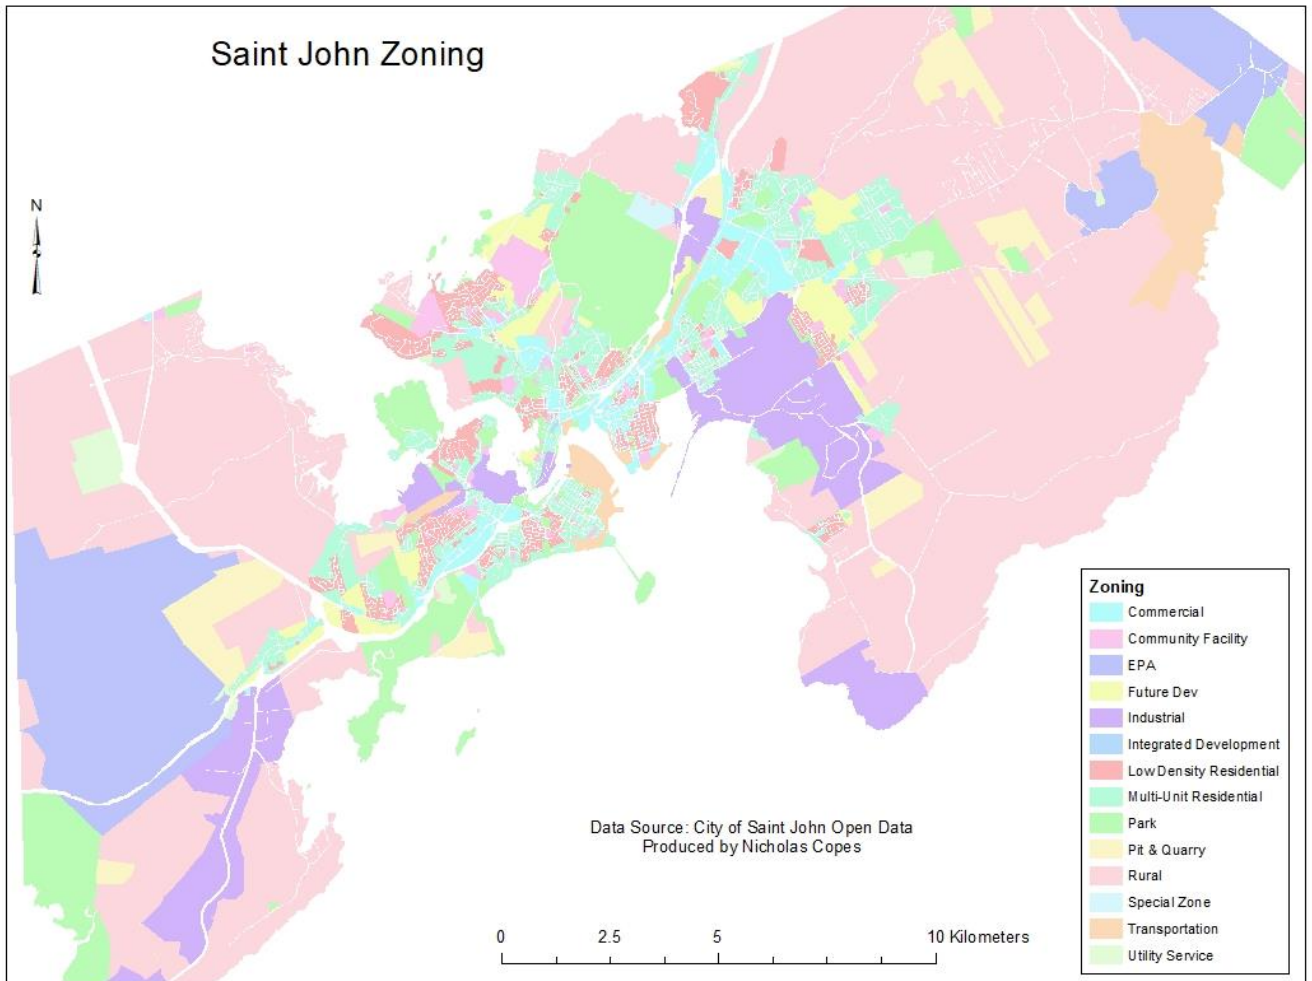 Saint John Zoning
N
Zoning
Commercial
Community Facility
EPA
Future Dev
Industrial
Integrated Development
Low Density Residential
Multi-Unit Residential
Park
Pit & Quarry
Rural
Special Zone
Transportation
Utility Service
Data Source: City of Saint John Open Data
Produced by Nicholas Copes
0 2.5 5 10 Kilometers